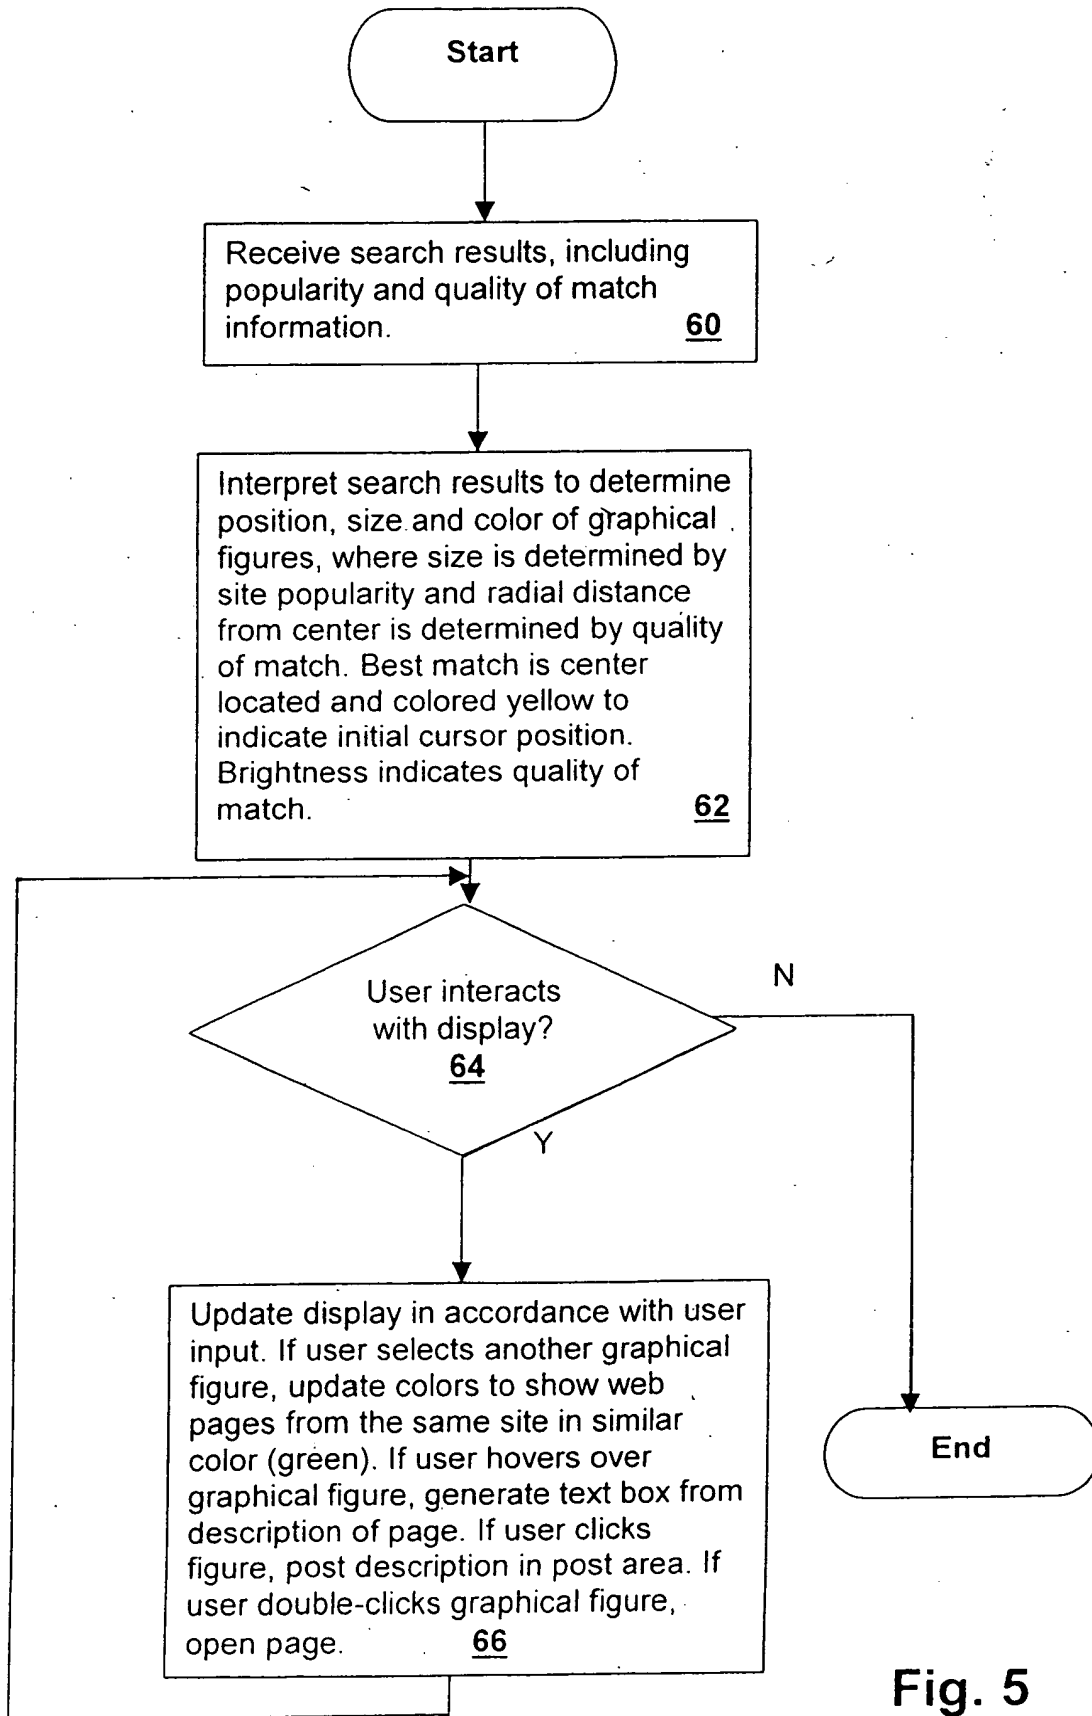 Start
Receive search results, including
popularity and quality of match
information. 60
Interpret search results to determine
position, size and color of graphical
figures, where size is determined by
site popularity and radial distance
from center is determined by quality
of match. Best match is center
located and colored yellow to
indicate initial cursor position.
Brightness indicates quality of
match. 62
User interacts
with display?
64
N
Y
Update display in accordance with user
input. If user selects another graphical
figure, update colors to show web
pages from the same site in similar
color (green). If user hovers over
graphical figure, generate text box from
description of page. If user clicks
figure, post description in post area. If
user double-clicks graphical figure,
open page. 66
End
Fig. 5